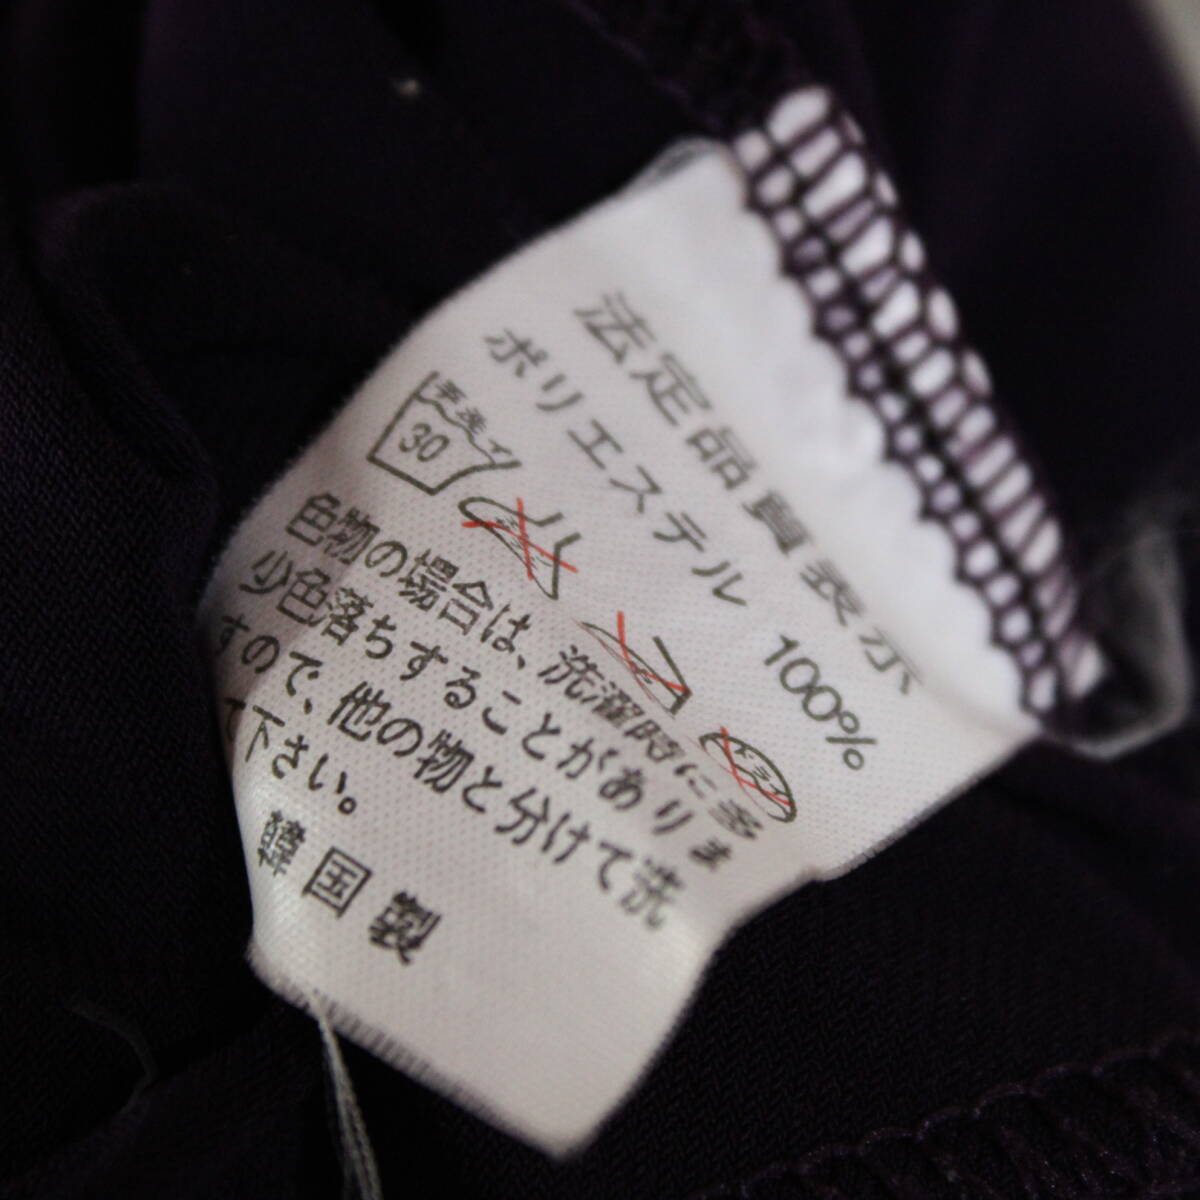 法定品質表示
ポリエステル 100%
手洗イ
30
ドライ
色物の場合は、洗濯時に多
少色落ちすることがありま
すので、他の物と分けて洗
て下さい。
韓国製